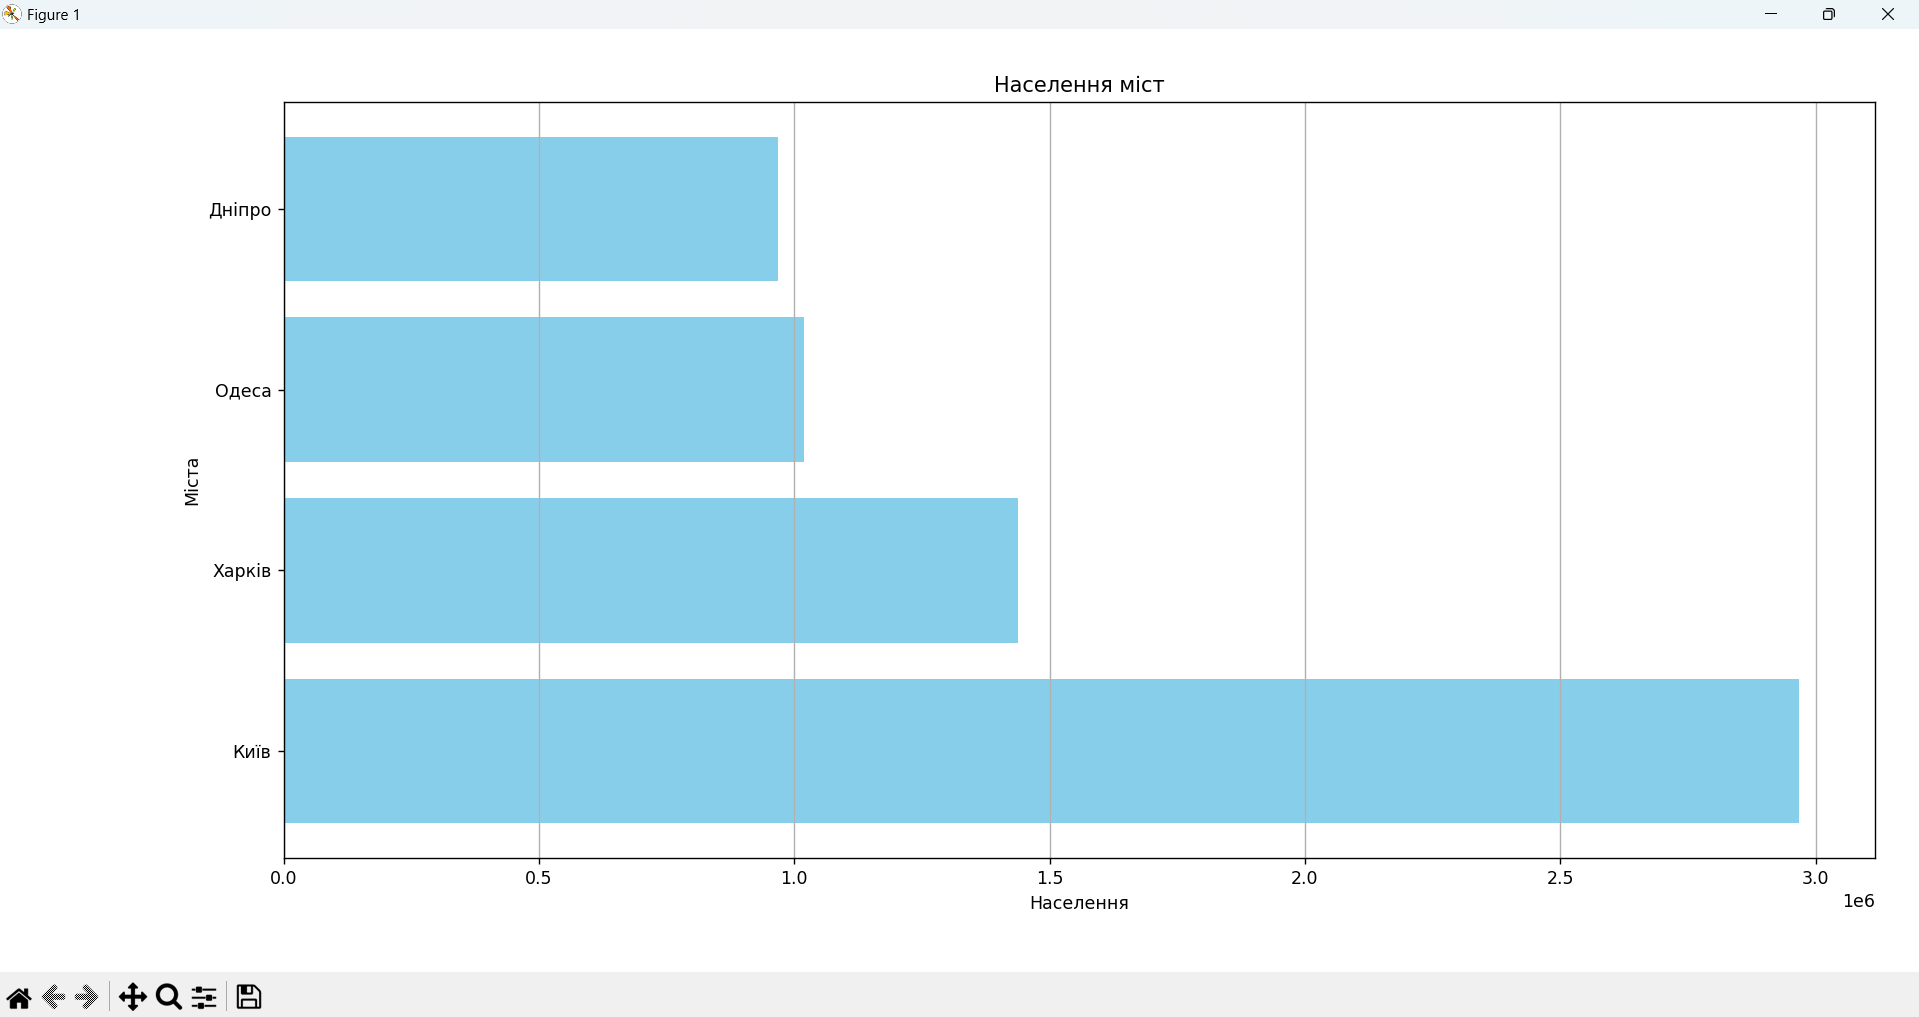 Figure 1
Населення міст
Дніпро
Одеса
Харків
Київ
Міста
0.0 0.5 1.0 1.5 2.0 2.5 3.0
1e6
Населення